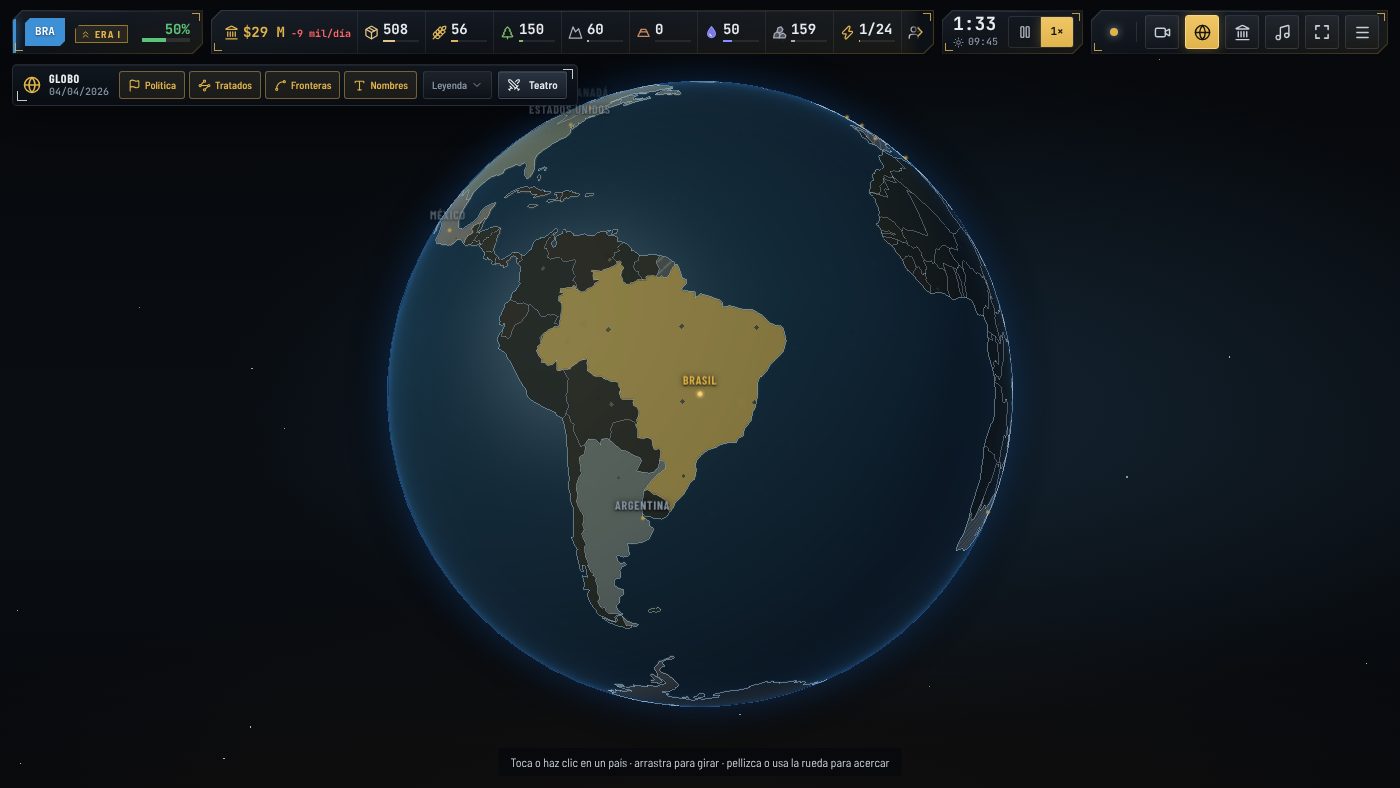 BRA
ERA I
50%
$29 M -9 mil/día
508
56
150
60
0
50
159
1/24
1:33
09:45
1×
GLOBO
04/04/2026
Política
Tratados
Fronteras
Nombres
Leyenda
Teatro
CANADÁ
ESTADOS UNIDOS
MÉXICO
BRASIL
ARGENTINA
Toca o haz clic en un país · arrastra para girar · pellizca o usa la rueda para acercar